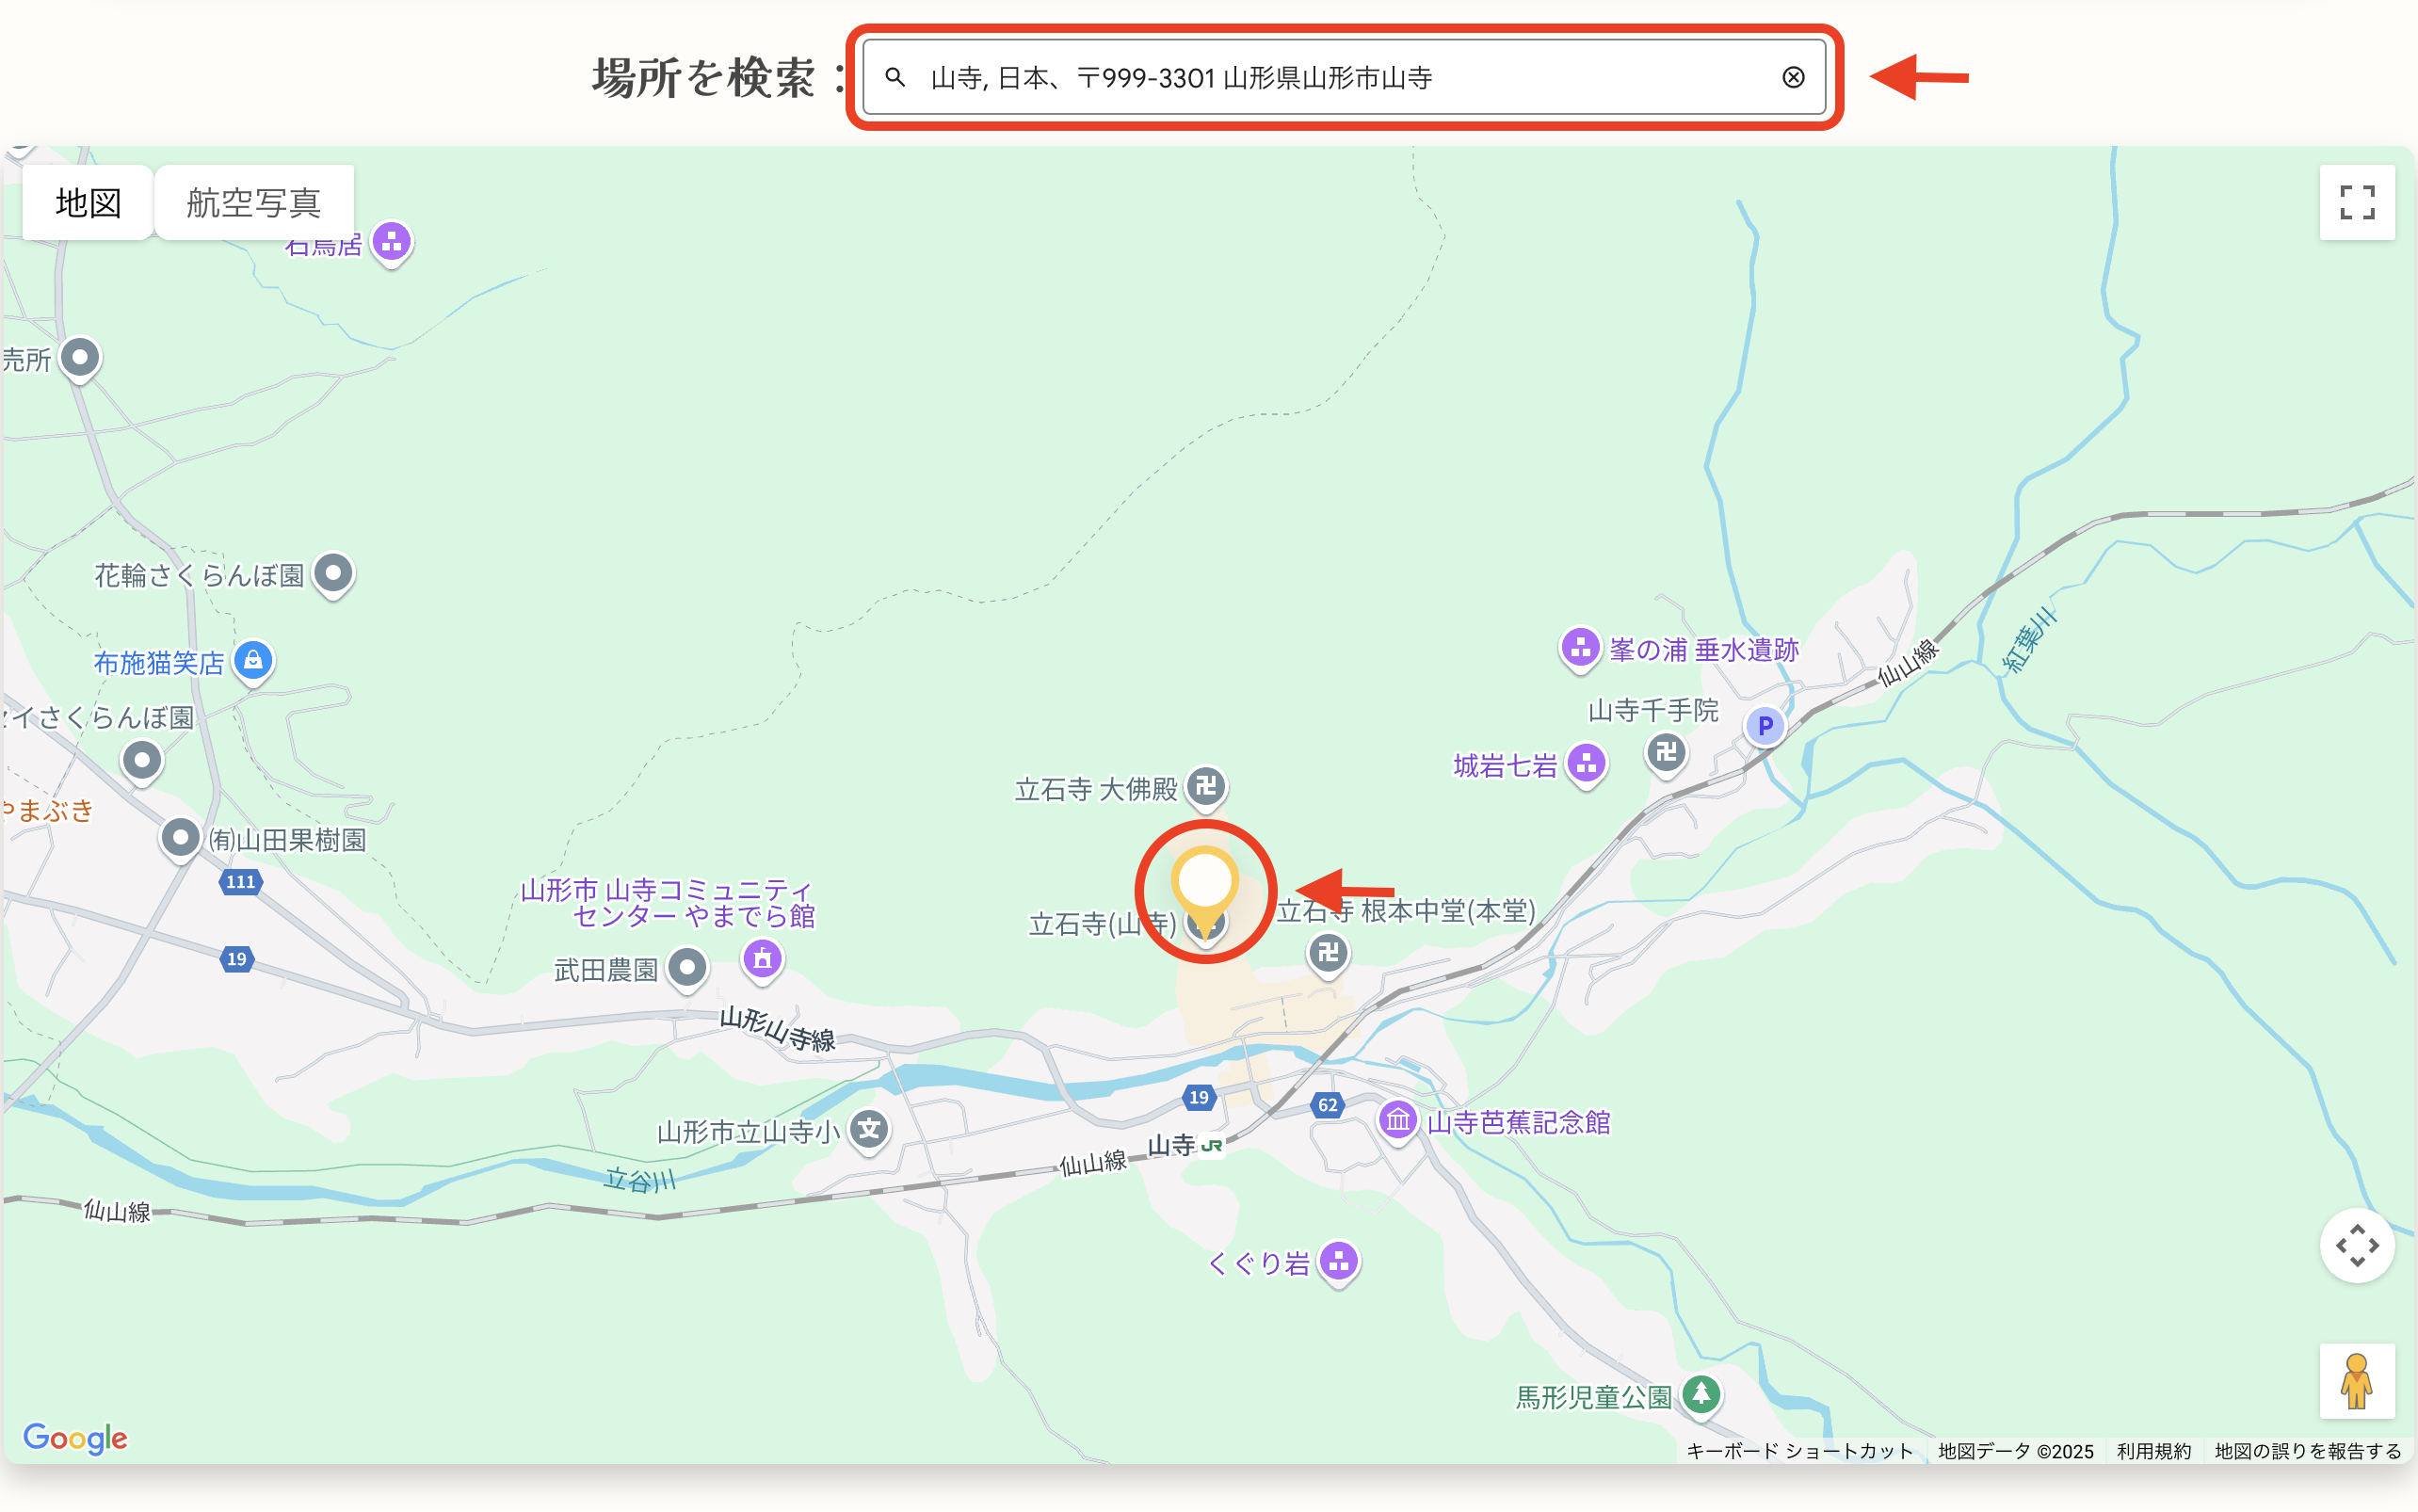 場所を検索：
山寺, 日本、〒999-3301 山形県山形市山寺
地図
航空写真
石鳥居
売所
花輪さくらんぼ園
布施猫笑店
イさくらんぼ園
やまぶき
㈲山田果樹園
111
19
山形市 山寺コミュニティ
センター やまでら館
武田農園
山形山寺線
立石寺 大佛殿
立石寺(山寺)
立石寺 根本中堂(本堂)
峯の浦 垂水遺跡
山寺千手院
P
城岩七岩
仙山線
紅葉川
19
62
山寺芭蕉記念館
山形市立山寺小
文
山寺 JR
仙山線
立谷川
仙山線
くぐり岩
馬形児童公園
Google
キーボード ショートカット
地図データ ©2025
利用規約
地図の誤りを報告する